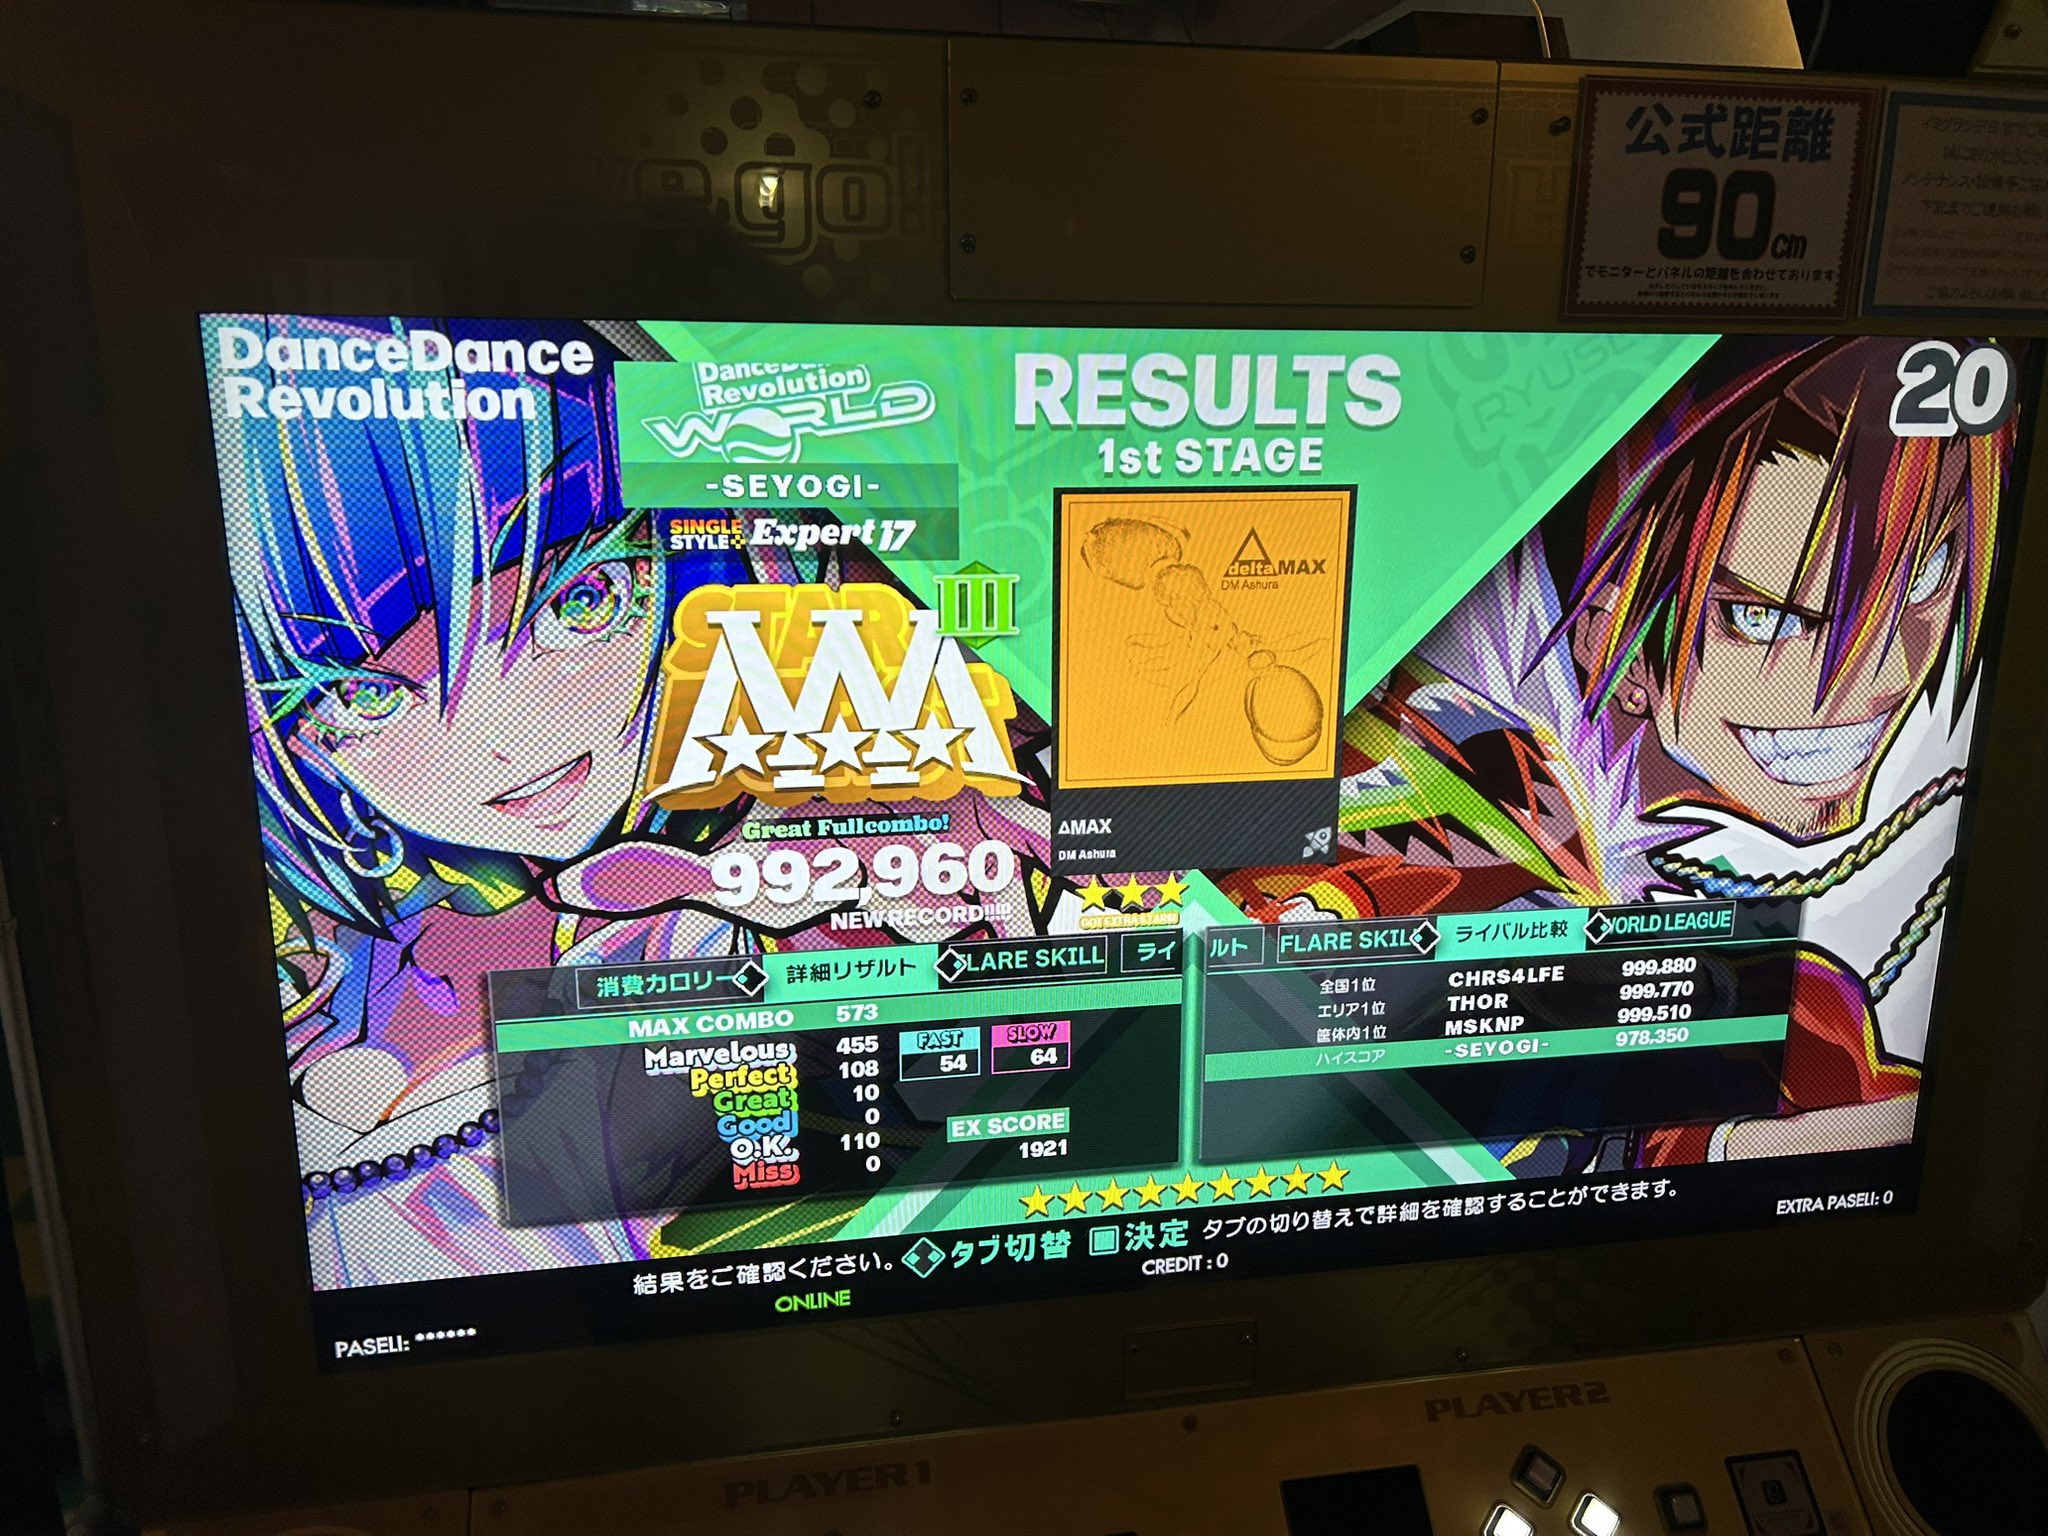 ego!
公式距離
90cm
でモニターとパネルの距離を合わせております
DanceDance
Revolution
DanceDance
Revolution
WORLD
-SEYOGI-
SINGLE
STYLE
Expert 17
RESULTS
1st STAGE
20
delta MAX
DM Ashura
III
AAA
Great Fullcombo!
992,960
NEW RECORD!!!!
ΔMAX
DM Ashura
GOT EXTRA STAR!!!
消費カロリー
詳細リザルト
FLARE SKILL
ライ
MAX COMBO 573
Marvelous 455
Perfect 108
Great 10
Good 0
O.K. 110
Miss 0
FAST
54
SLOW
64
EX SCORE
1921
ルト
FLARE SKILL
ライバル比較
WORLD LEAGUE
全国1位 CHRS4LFE 999,880
エリア1位 THOR 999,770
筐体内1位 MSKNP 999,510
ハイスコア -SEYOGI- 978,350
結果をご確認ください。 タブ切替 決定 タブの切り替えで詳細を確認することができます。
EXTRA PASELI: 0
CREDIT : 0
ONLINE
PASELI: ******
PLAYER1
PLAYER2